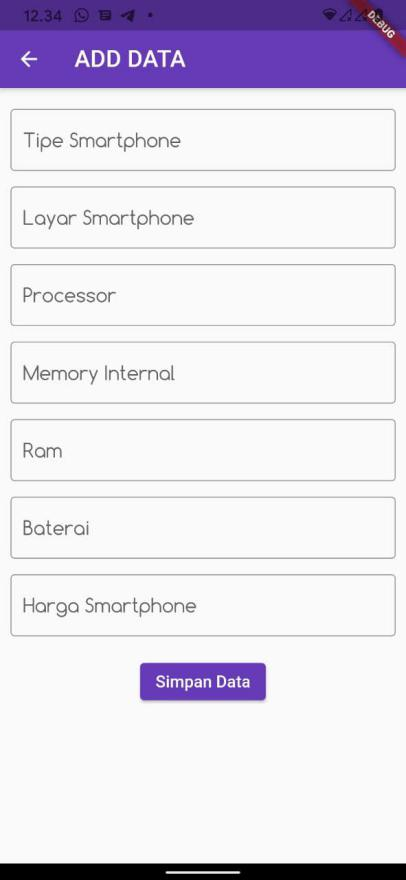 12.34
DEBUG
ADD DATA
Tipe Smartphone
Layar Smartphone
Processor
Memory Internal
Ram
Baterai
Harga Smartphone
Simpan Data